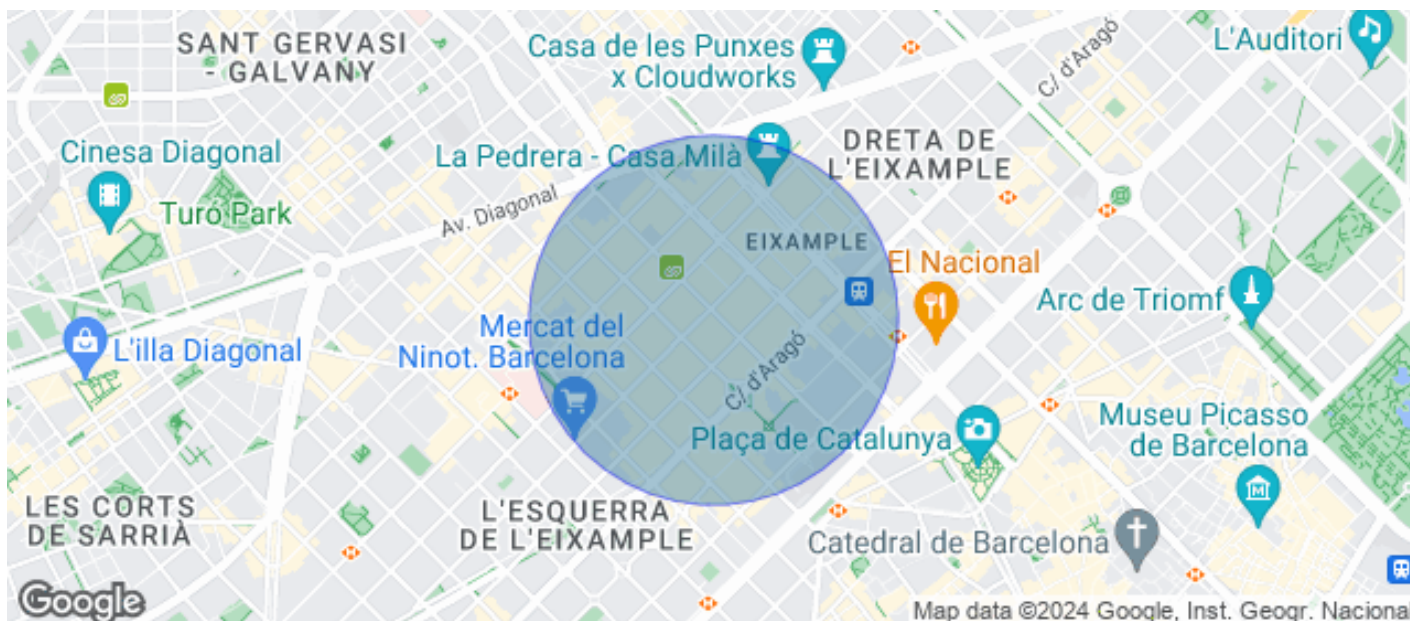 SANT GERVASI
- GALVANY
Casa de les Punxes
x Cloudworks
C/ d'Aragó
L'Auditori
Cinesa Diagonal
La Pedrera - Casa Milà
DRETA DE
L'EIXAMPLE
Turó Park
Av. Diagonal
EIXAMPLE
El Nacional
Arc de Triomf
L'illa Diagonal
Mercat del
Ninot. Barcelona
C/ d'Aragó
Plaça de Catalunya
Museu Picasso
de Barcelona
LES CORTS
DE SARRIÀ
L'ESQUERRA
DE L'EIXAMPLE
Catedral de Barcelona
Google
Map data ©2024 Google, Inst. Geogr. Nacional